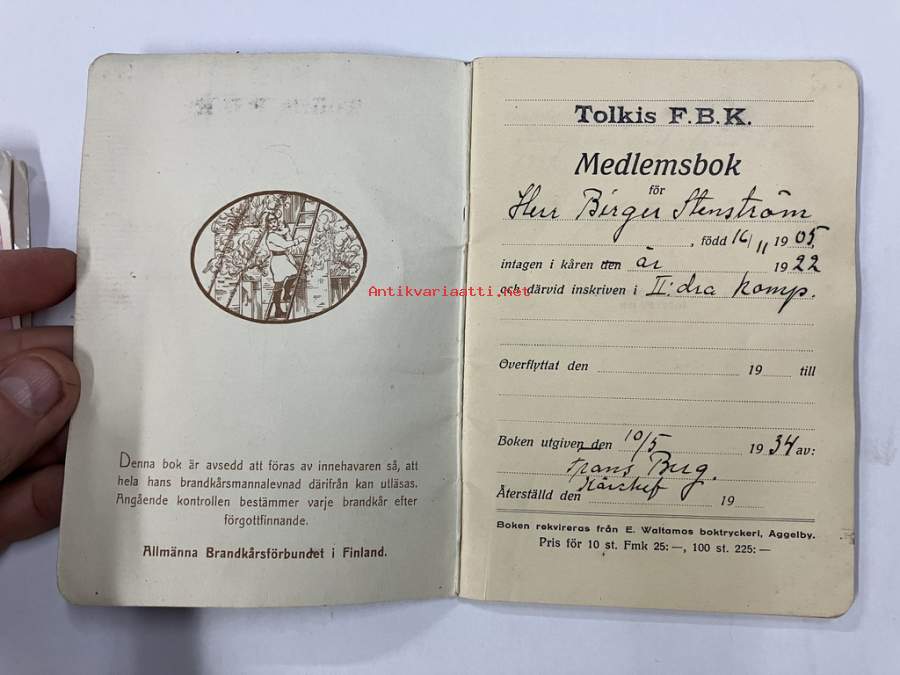 Denna bok är avsedd att föras av innehavaren så, att
hela hans brandkårsmannalevnad därifrån kan utläsas.
Angående kontrollen bestämmer varje brandkår efter
förgottfinnande.
Allmänna Brandkårsförbundet i Finland.
Antikvariaatti.net
Tolkis F.B.K.
Medlemsbok
för
Herr Birger Stenström
, född 16/11 1905
intagen i kåren den år 1922
och därvid inskriven i II:dra komp.
Overflyttat den 19 till
Boken utgiven den 10/5 1934 av:
Frans Berg.
Kårchef
Återställd den 19
Boken rekvireras från E. Waltamos boktryckeri, Aggelby.
Pris för 10 st. Fmk 25:—, 100 st. 225:—